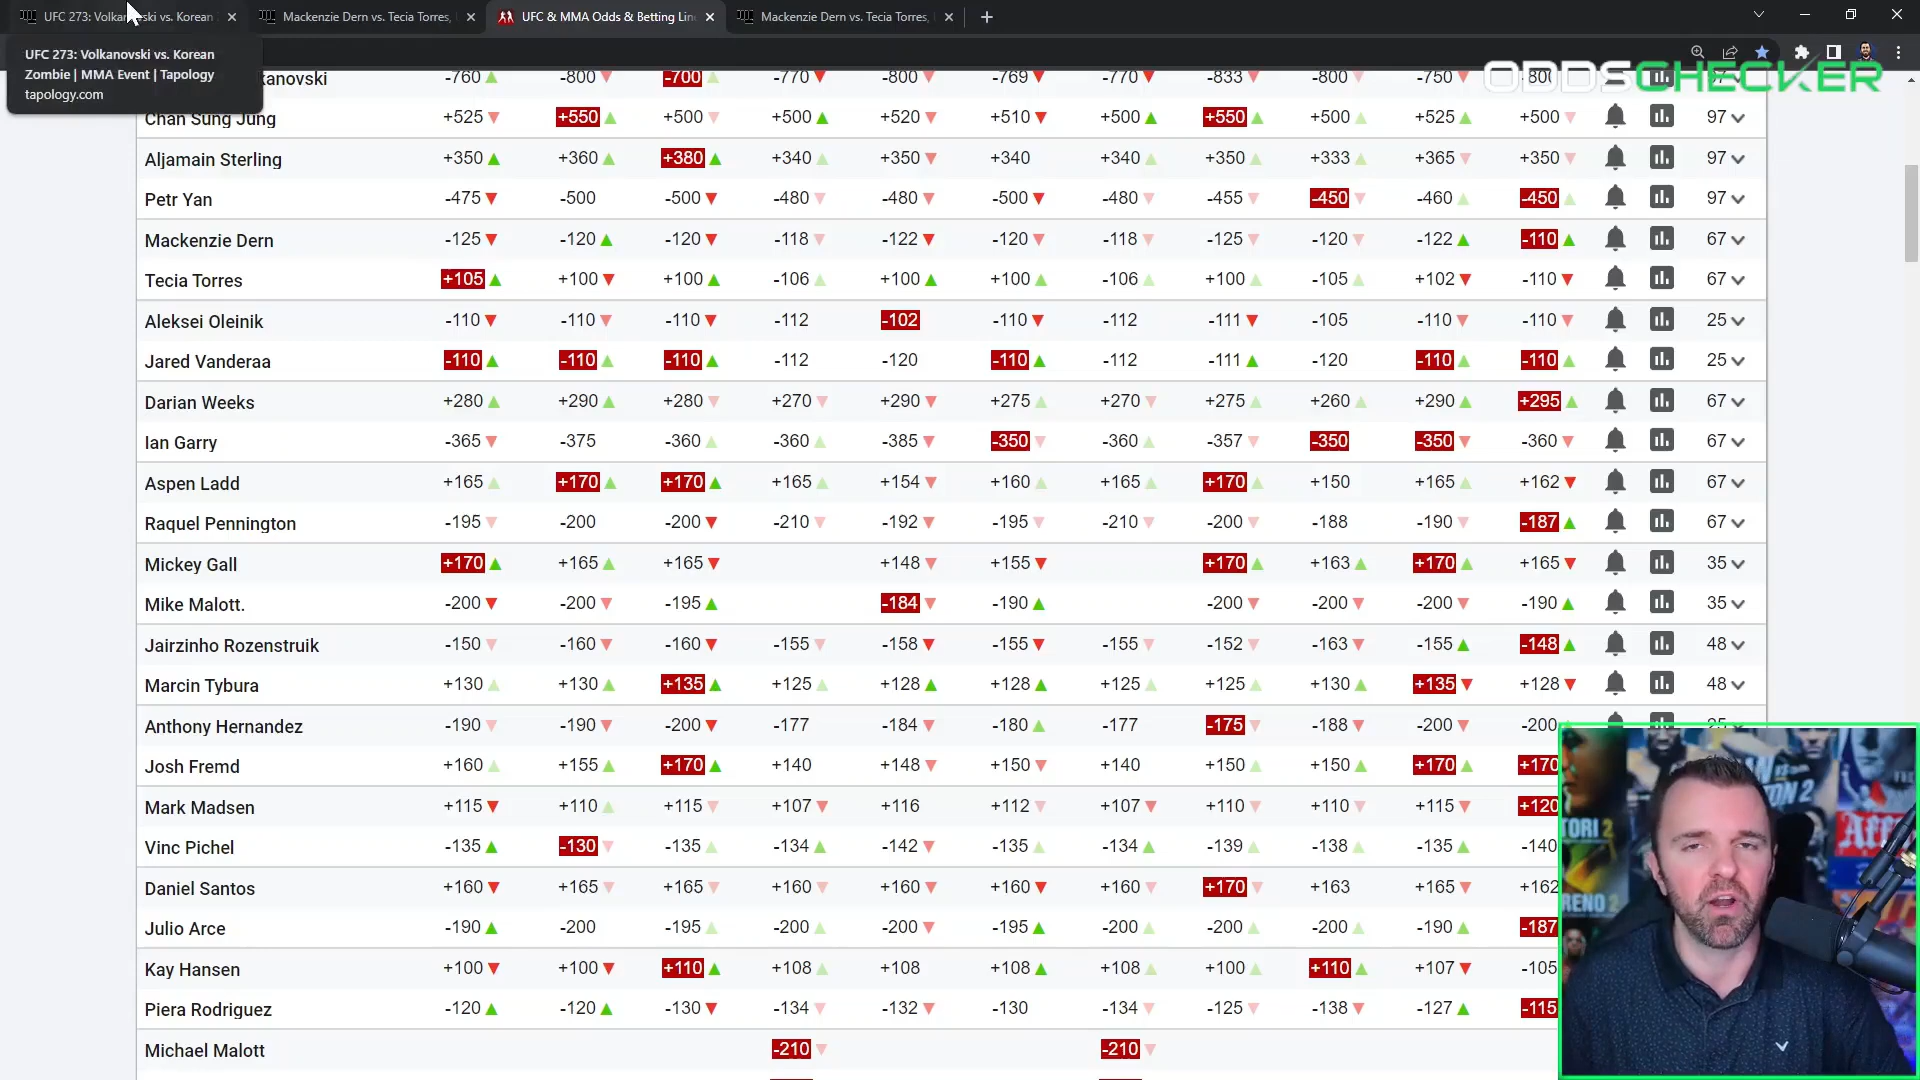 UFC 273: Volkanovski vs. Korean
Mackenzie Dern vs. Tecia Torres,
UFC & MMA Odds & Betting Lin
Mackenzie Dern vs. Tecia Torres,
UFC 273: Volkanovski vs. Korean
Zombie | MMA Event | Tapology
tapology.com
ODDSCHECKER
kanovski -760 -800 -700 -770 -800 -769 -770 -833 -800 -750 -800
Chan Sung Jung +525 +550 +500 +500 +520 +510 +500 +550 +500 +525 +500 97
Aljamain Sterling +350 +360 +380 +340 +350 +340 +340 +350 +333 +365 +350 97
Petr Yan -475 -500 -500 -480 -480 -500 -480 -455 -450 -460 -450 97
Mackenzie Dern -125 -120 -120 -118 -122 -120 -118 -125 -120 -122 -110 67
Tecia Torres +105 +100 +100 -106 +100 +100 -106 +100 -105 +102 -110 67
Aleksei Oleinik -110 -110 -110 -112 -102 -110 -112 -111 -105 -110 -110 25
Jared Vanderaa -110 -110 -110 -112 -120 -110 -112 -111 -120 -110 -110 25
Darian Weeks +280 +290 +280 +270 +290 +275 +270 +275 +260 +290 +295 67
Ian Garry -365 -375 -360 -360 -385 -350 -360 -357 -350 -350 -360 67
Aspen Ladd +165 +170 +170 +165 +154 +160 +165 +170 +150 +165 +162 67
Raquel Pennington -195 -200 -200 -210 -192 -195 -210 -200 -188 -190 -187 67
Mickey Gall +170 +165 +165 +148 +155 +170 +163 +170 +165 35
Mike Malott. -200 -200 -195 -184 -190 -200 -200 -200 -190 35
Jairzinho Rozenstruik -150 -160 -160 -155 -158 -155 -155 -152 -163 -155 -148 48
Marcin Tybura +130 +130 +135 +125 +128 +128 +125 +125 +130 +135 +128 48
Anthony Hernandez -190 -190 -200 -177 -184 -180 -177 -175 -188 -200 -200
Josh Fremd +160 +155 +170 +140 +148 +150 +140 +150 +150 +170 +170
Mark Madsen +115 +110 +115 +107 +116 +112 +107 +110 +110 +115 +120
Vinc Pichel -135 -130 -135 -134 -142 -135 -134 -139 -138 -135 -140
Daniel Santos +160 +165 +165 +160 +160 +160 +160 +170 +163 +165 +162
Julio Arce -190 -200 -195 -200 -200 -195 -200 -200 -200 -190 -187
Kay Hansen +100 +100 +110 +108 +108 +108 +108 +100 +110 +107 -105
Piera Rodriguez -120 -120 -130 -134 -132 -130 -134 -125 -138 -127 -115
Michael Malott -210 -210